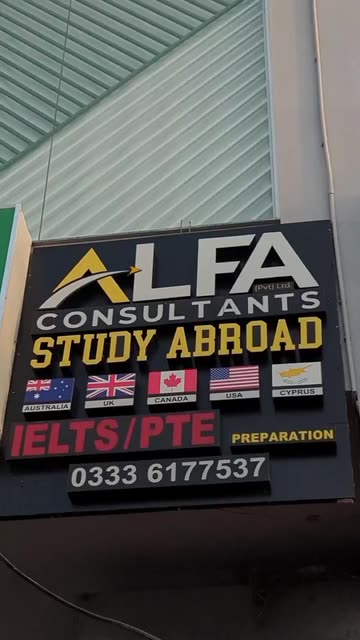 ALFA
(Pvt) Ltd.
CONSULTANTS
STUDY ABROAD
AUSTRALIA UK CANADA USA CYPRUS
IELTS/PTE PREPARATION
0333 6177537